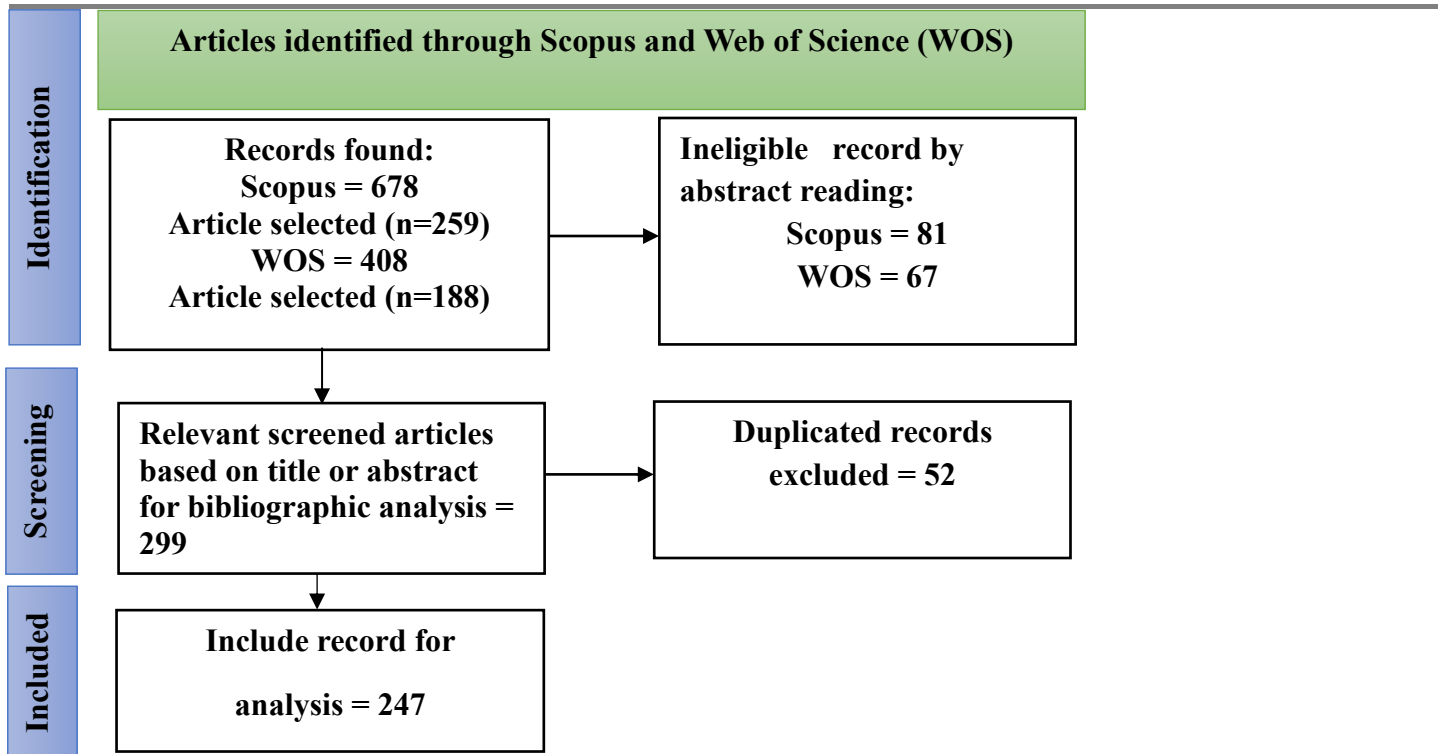 Identification
Articles identified through Scopus and Web of Science (WOS)
Records found:
Scopus = 678
Article selected (n=259)
WOS = 408
Article selected (n=188)
Ineligible record by
abstract reading:
Scopus = 81
WOS = 67
Screening
Relevant screened articles
based on title or abstract
for bibliographic analysis =
299
Duplicated records
excluded = 52
Included
Include record for
analysis = 247